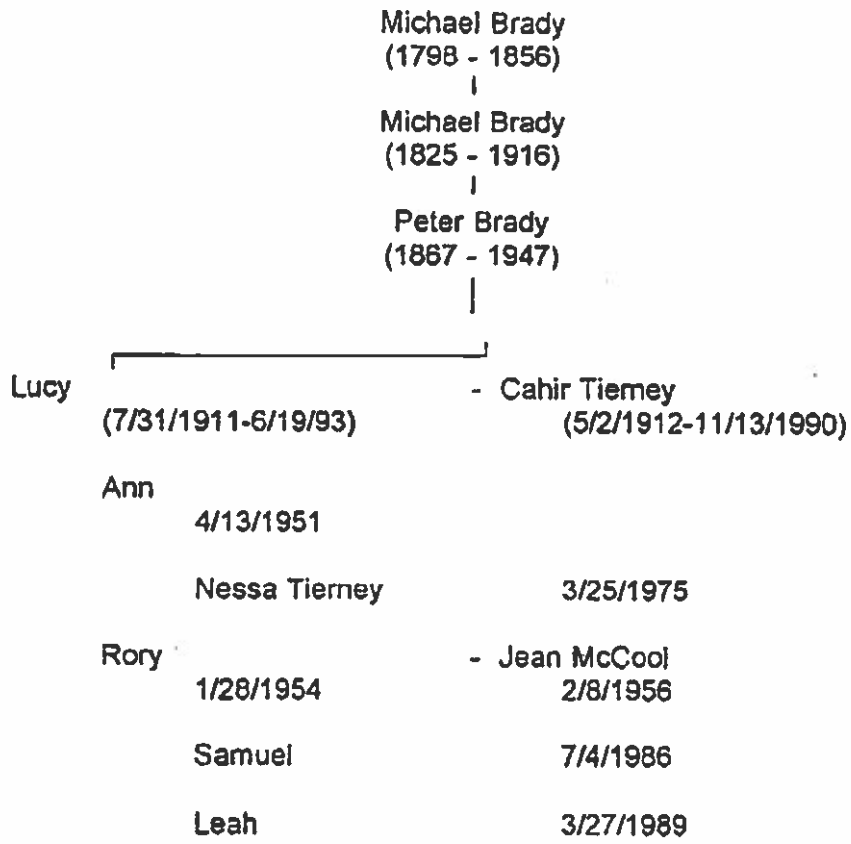 Michael Brady
(1798 - 1856)
Michael Brady
(1825 - 1916)
Peter Brady
(1867 - 1947)
Lucy - Cahir Tierney
(7/31/1911-6/19/93) (5/2/1912-11/13/1990)
Ann
4/13/1951
Nessa Tierney 3/25/1975
Rory - Jean McCool
1/28/1954 2/8/1956
Samuel 7/4/1986
Leah 3/27/1989